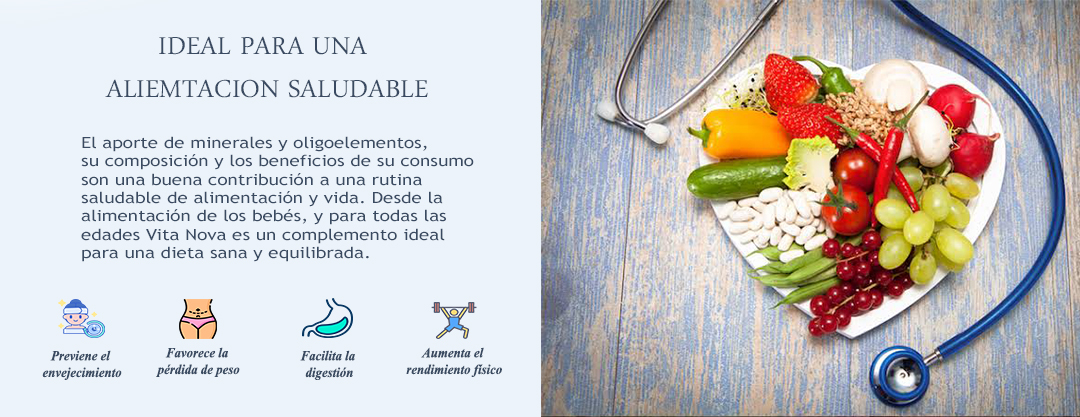 IDEAL PARA UNA
ALIEMTACION SALUDABLE
El aporte de minerales y oligoelementos,
su composición y los beneficios de su consumo
son una buena contribución a una rutina
saludable de alimentación y vida. Desde la
alimentación de los bebés, y para todas las
edades Vita Nova es un complemento ideal
para una dieta sana y equilibrada.
Previene el
envejecimiento
Favorece la
pérdida de peso
Facilita la
digestión
Aumenta el
rendimiento físico